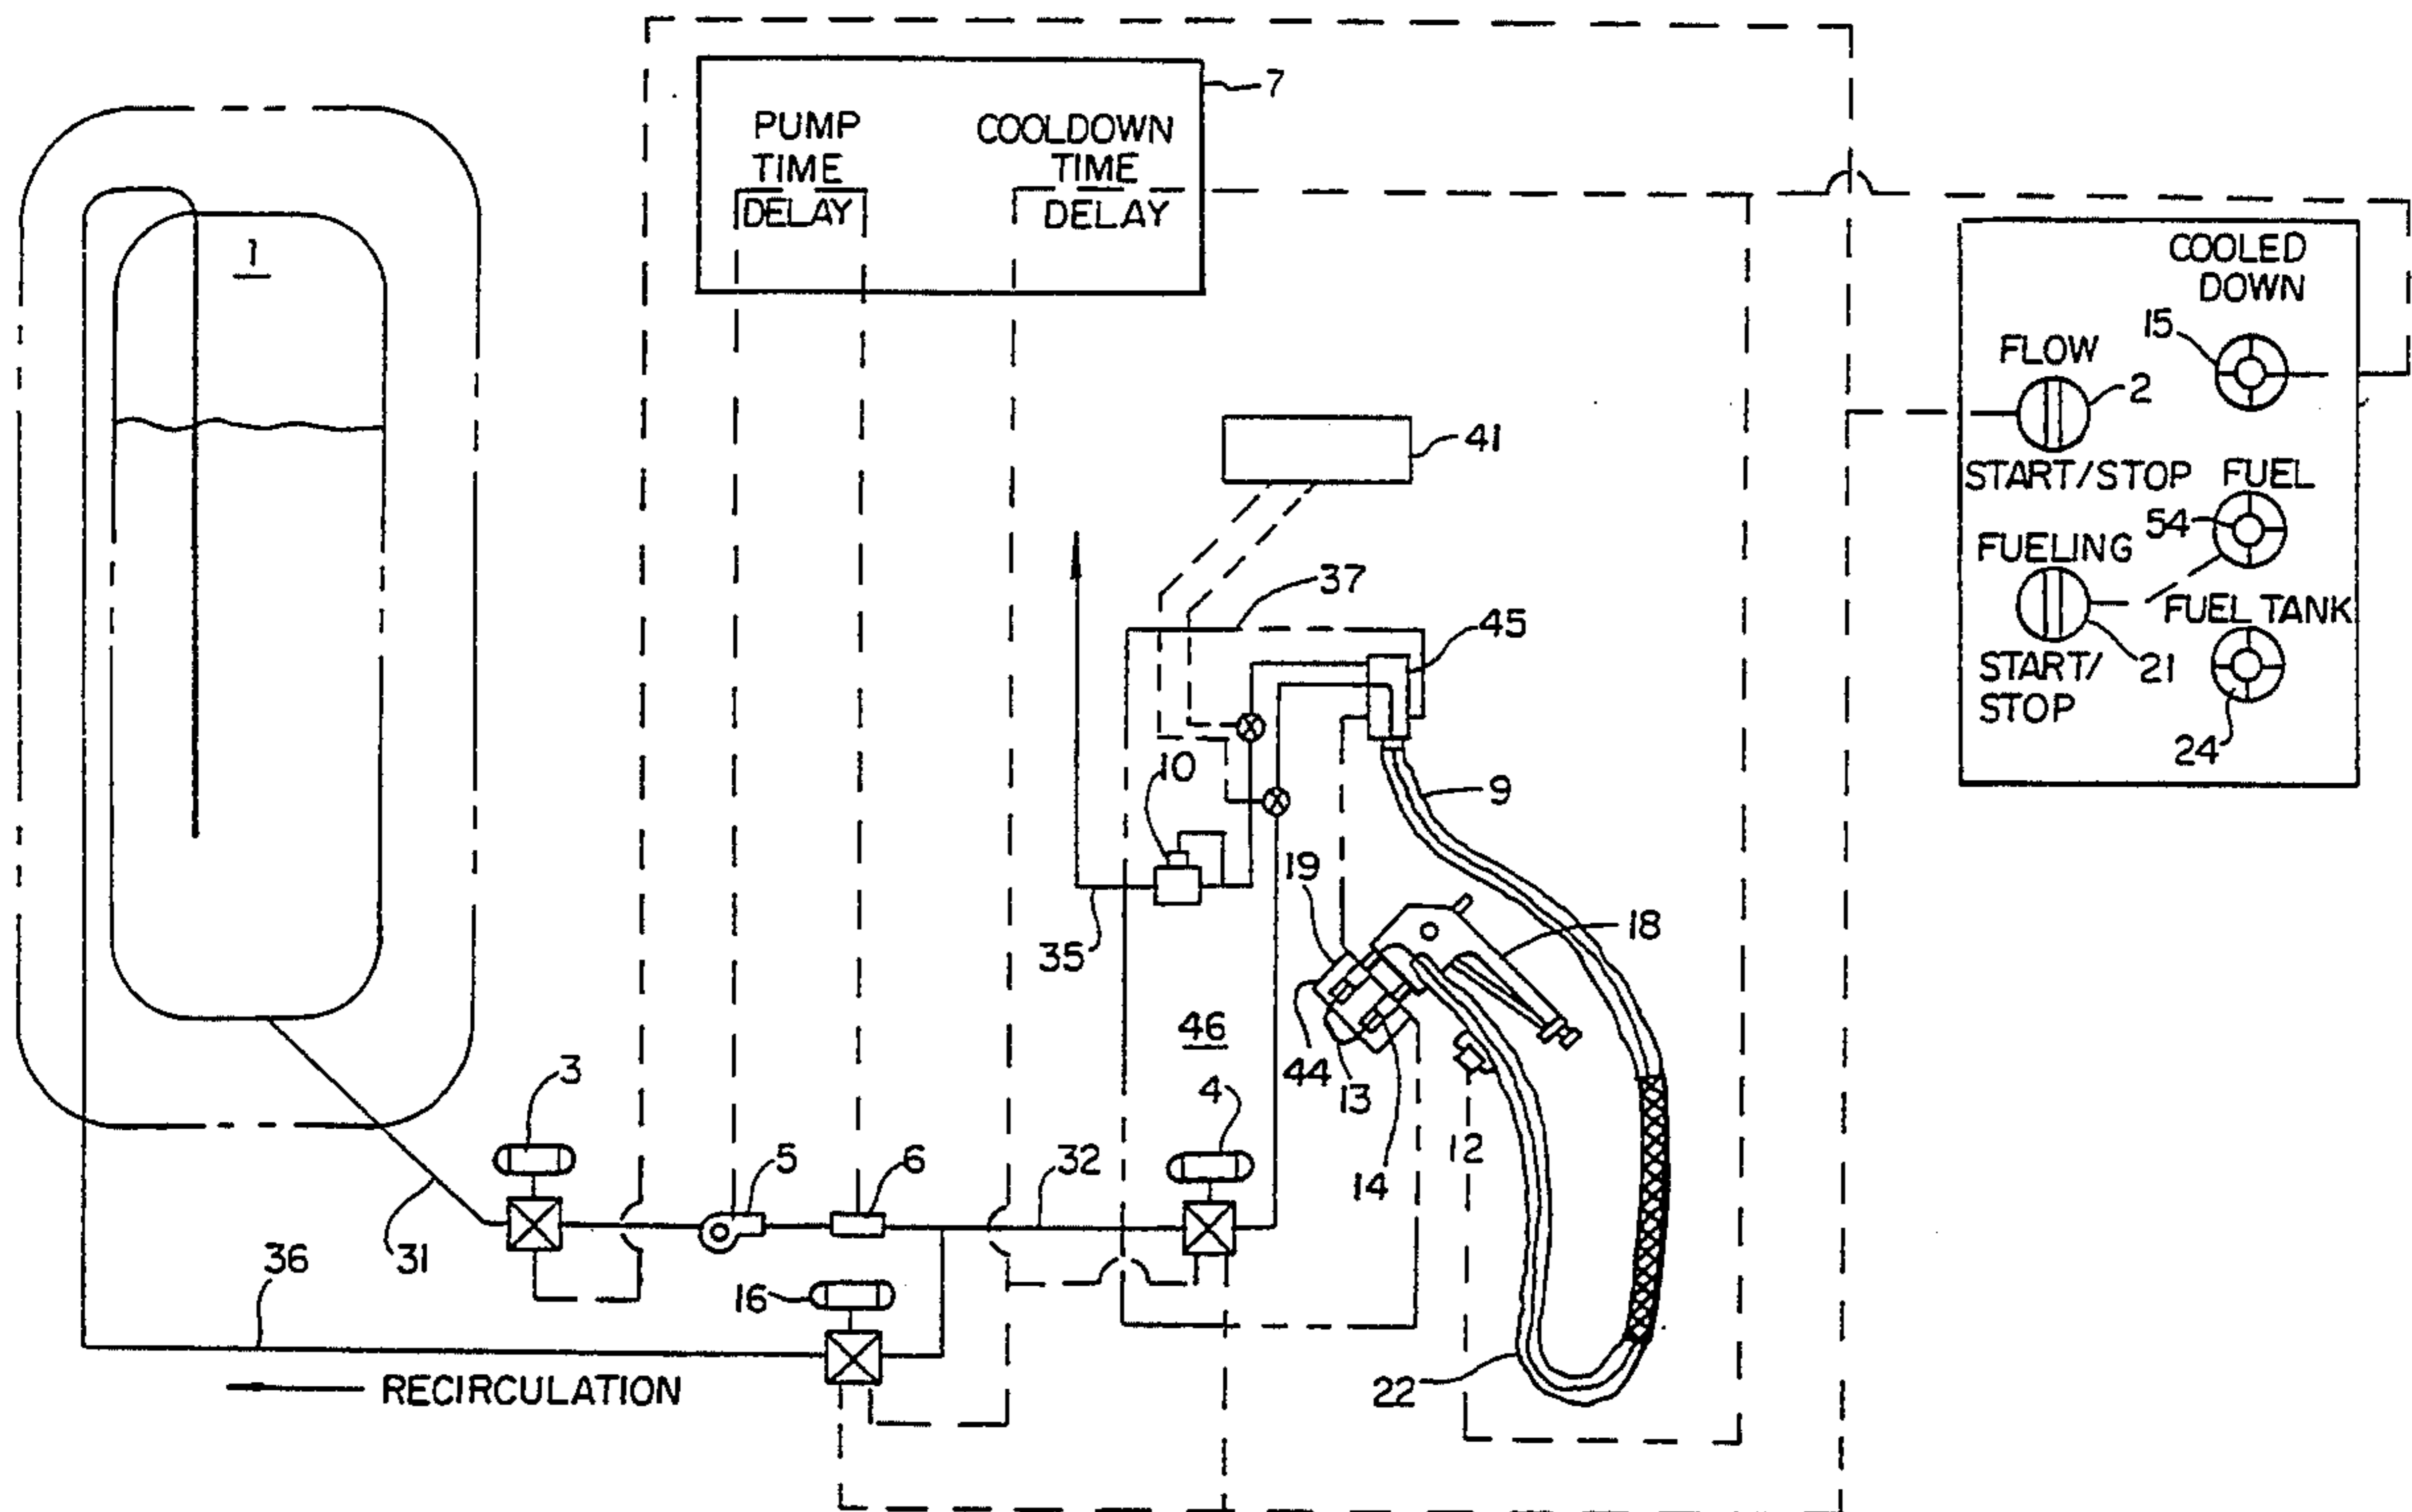 7
PUMP
TIME
DELAY
COOLDOWN
TIME
DELAY
1
COOLED
DOWN
15
FLOW
2
START/STOP
FUEL
54
FUELING
FUEL TANK
21
START/
STOP
24
41
37
45
10
9
19
18
35
46
44
13
14
12
3
4
5
6
32
31
36
16
22
RECIRCULATION